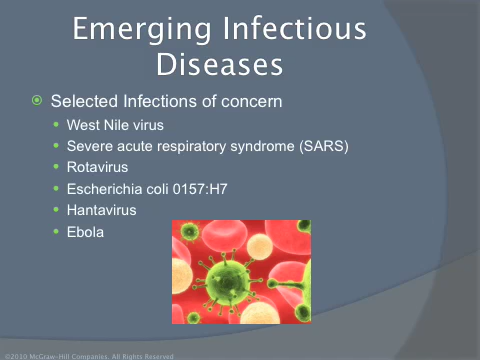 Emerging Infectious
Diseases
Selected Infections of concern
West Nile virus
Severe acute respiratory syndrome (SARS)
Rotavirus
Escherichia coli 0157:H7
Hantavirus
Ebola
©2010 McGraw-Hill Companies. All Rights Reserved